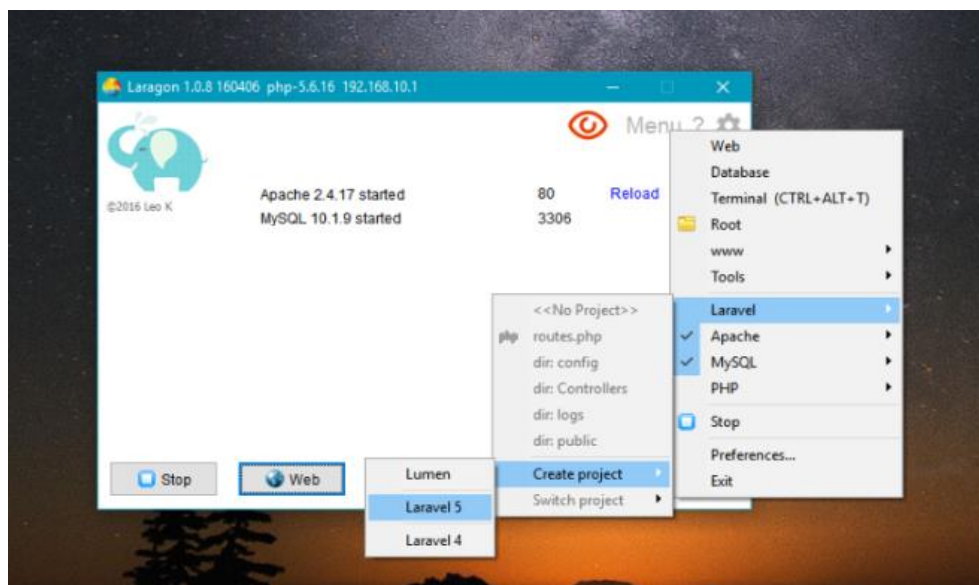 Laragon 1.0.8 160406 php-5.6.16 192.168.10.1
Menu ?
©2016 Leo K
Apache 2.4.17 started 80 Reload
MySQL 10.1.9 started 3306
Stop
Web
Web
Database
Terminal (CTRL+ALT+T)
Root
www
Tools
Laravel
Apache
MySQL
PHP
Stop
Preferences...
Exit
<<No Project>>
php routes.php
dir: config
dir: Controllers
dir: logs
dir: public
Create project
Switch project
Lumen
Laravel 5
Laravel 4